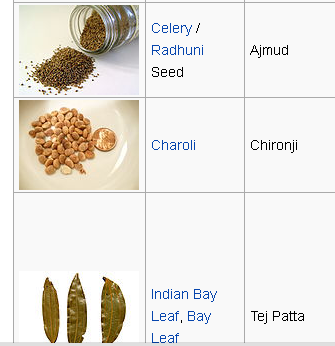 Celery /
Radhuni
Seed
Ajmud
Charoli
Chironji
Indian Bay
Leaf, Bay
Leaf
Tej Patta